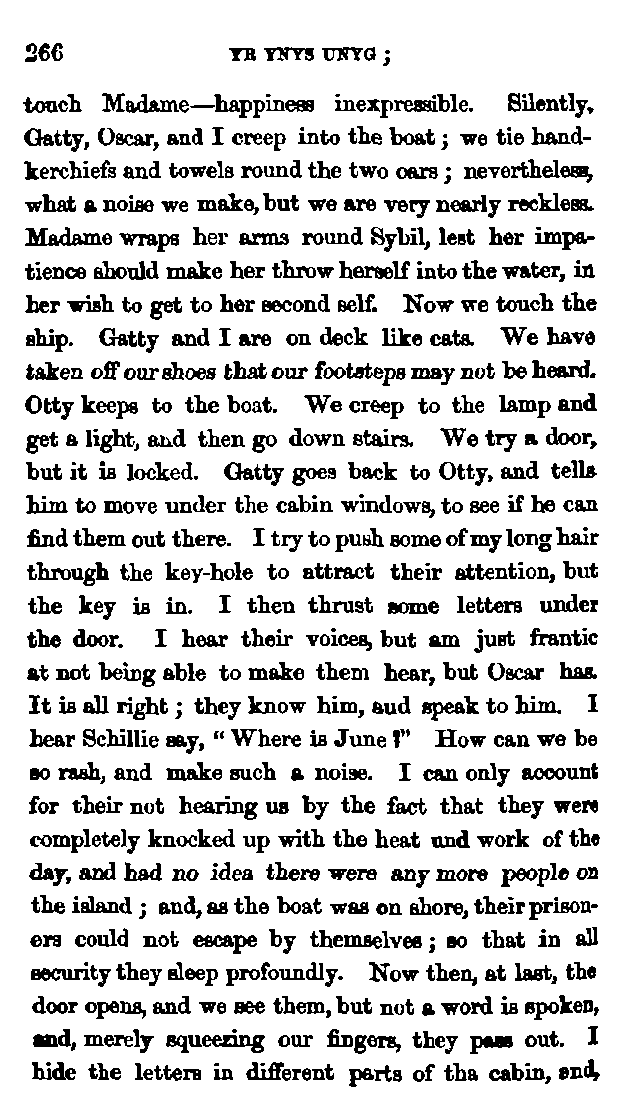 266 YR YNYS UNYG ;
touch Madame—happiness inexpressible. Silently,
Gatty, Oscar, and I creep into the boat ; we tie hand-
kerchiefs and towels round the two oars ; nevertheless,
what a noise we make, but we are very nearly reckless.
Madame wraps her arms round Sybil, lest her impa-
tience should make her throw herself into the water, in
her wish to get to her second self. Now we touch the
ship. Gatty and I are on deck like cats. We have
taken off our shoes that our footsteps may not be heard.
Otty keeps to the boat. We creep to the lamp and
get a light, and then go down stairs. We try a door,
but it is locked. Gatty goes back to Otty, and tells
him to move under the cabin windows, to see if he can
find them out there. I try to push some of my long hair
through the key-hole to attract their attention, but
the key is in. I then thrust some letters under
the door. I hear their voices, but am just frantic
at not being able to make them hear, but Oscar has.
It is all right ; they know him, aud speak to him. I
hear Schillie say, “ Where is June ?” How can we be
so rash, and make such a noise. I can only account
for their not hearing us by the fact that they were
completely knocked up with the heat und work of the
day, and had no idea there were any more people on
the island ; and, as the boat was on shore, their prison-
ers could not escape by themselves ; so that in all
security they sleep profoundly. Now then, at last, the
door opens, and we see them, but not a word is spoken,
and, merely squeezing our fingers, they pass out. I
hide the letters in different parts of tha cabin, and,